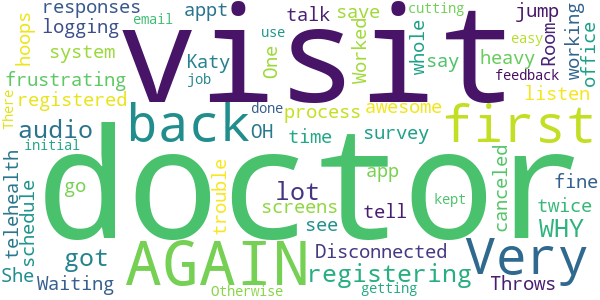 visit
doctor
AGAIN
first
Very
back
lot
audio
got
registering
WHY
OH
responses
logging
appt
talk
save
cutting
jump
email
hoops
system
Katy
job
One
use
Worked
whole
say
easy
heavy
feedback
Room
working
office
frustrating
registered
There
done
process
awesome
listen
initial
time
survey
telehealth
schedule
go
trouble
screens
see
app
tell
kept
canceled
fine
twice
She
Waiting
Otherwise
Disconnected
getting
Throws